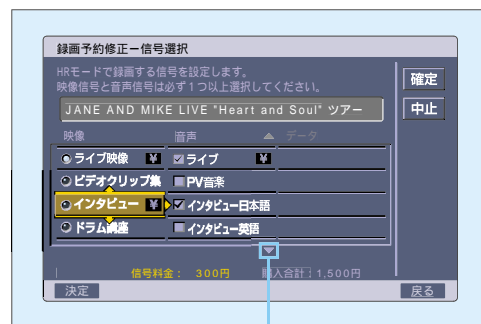 録画予約修正ー信号選択
HRモードで録画する信号を設定します。
映像信号と音声信号は必ず１つ以上選択してください。
確定
JANE AND MIKE LIVE "Heart and Soul" ツアー
中止
映像 音声 データ
ライブ映像 ¥ ライブ ¥
ビデオクリップ集 PV音楽
インタビュー ¥ インタビュー日本語
ドラム講座 インタビュー英語
信号料金： 300円 購入合計：1,500円
決定 戻る